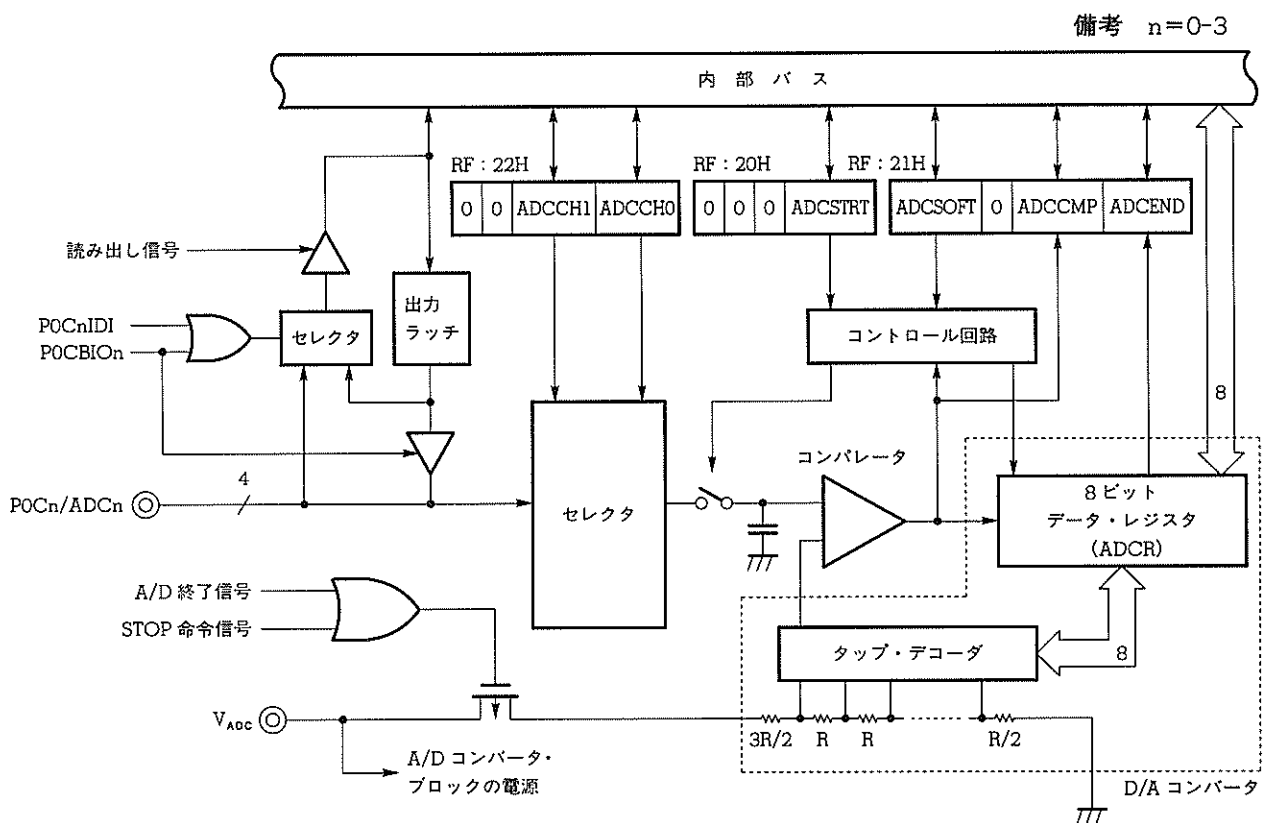 備考 n=0-3
内部バス
RF:22H
RF:20H
RF:21H
0 0 ADCCH1 ADCCH0
0 0 0 ADCSTRT
ADCSOFT 0 ADCCMP ADCEND
読み出し信号
P0CnIDI
P0CBIOn
セレクタ
出力
ラッチ
コントロール回路
8
コンパレータ
P0Cn/ADCn
4
セレクタ
8ビット
データ・レジスタ
(ADCR)
A/D 終了信号
STOP 命令信号
タップ・デコーダ
8
VADC
3R/2
R
R
R/2
A/D コンバータ・
ブロックの電源
D/A コンバータ